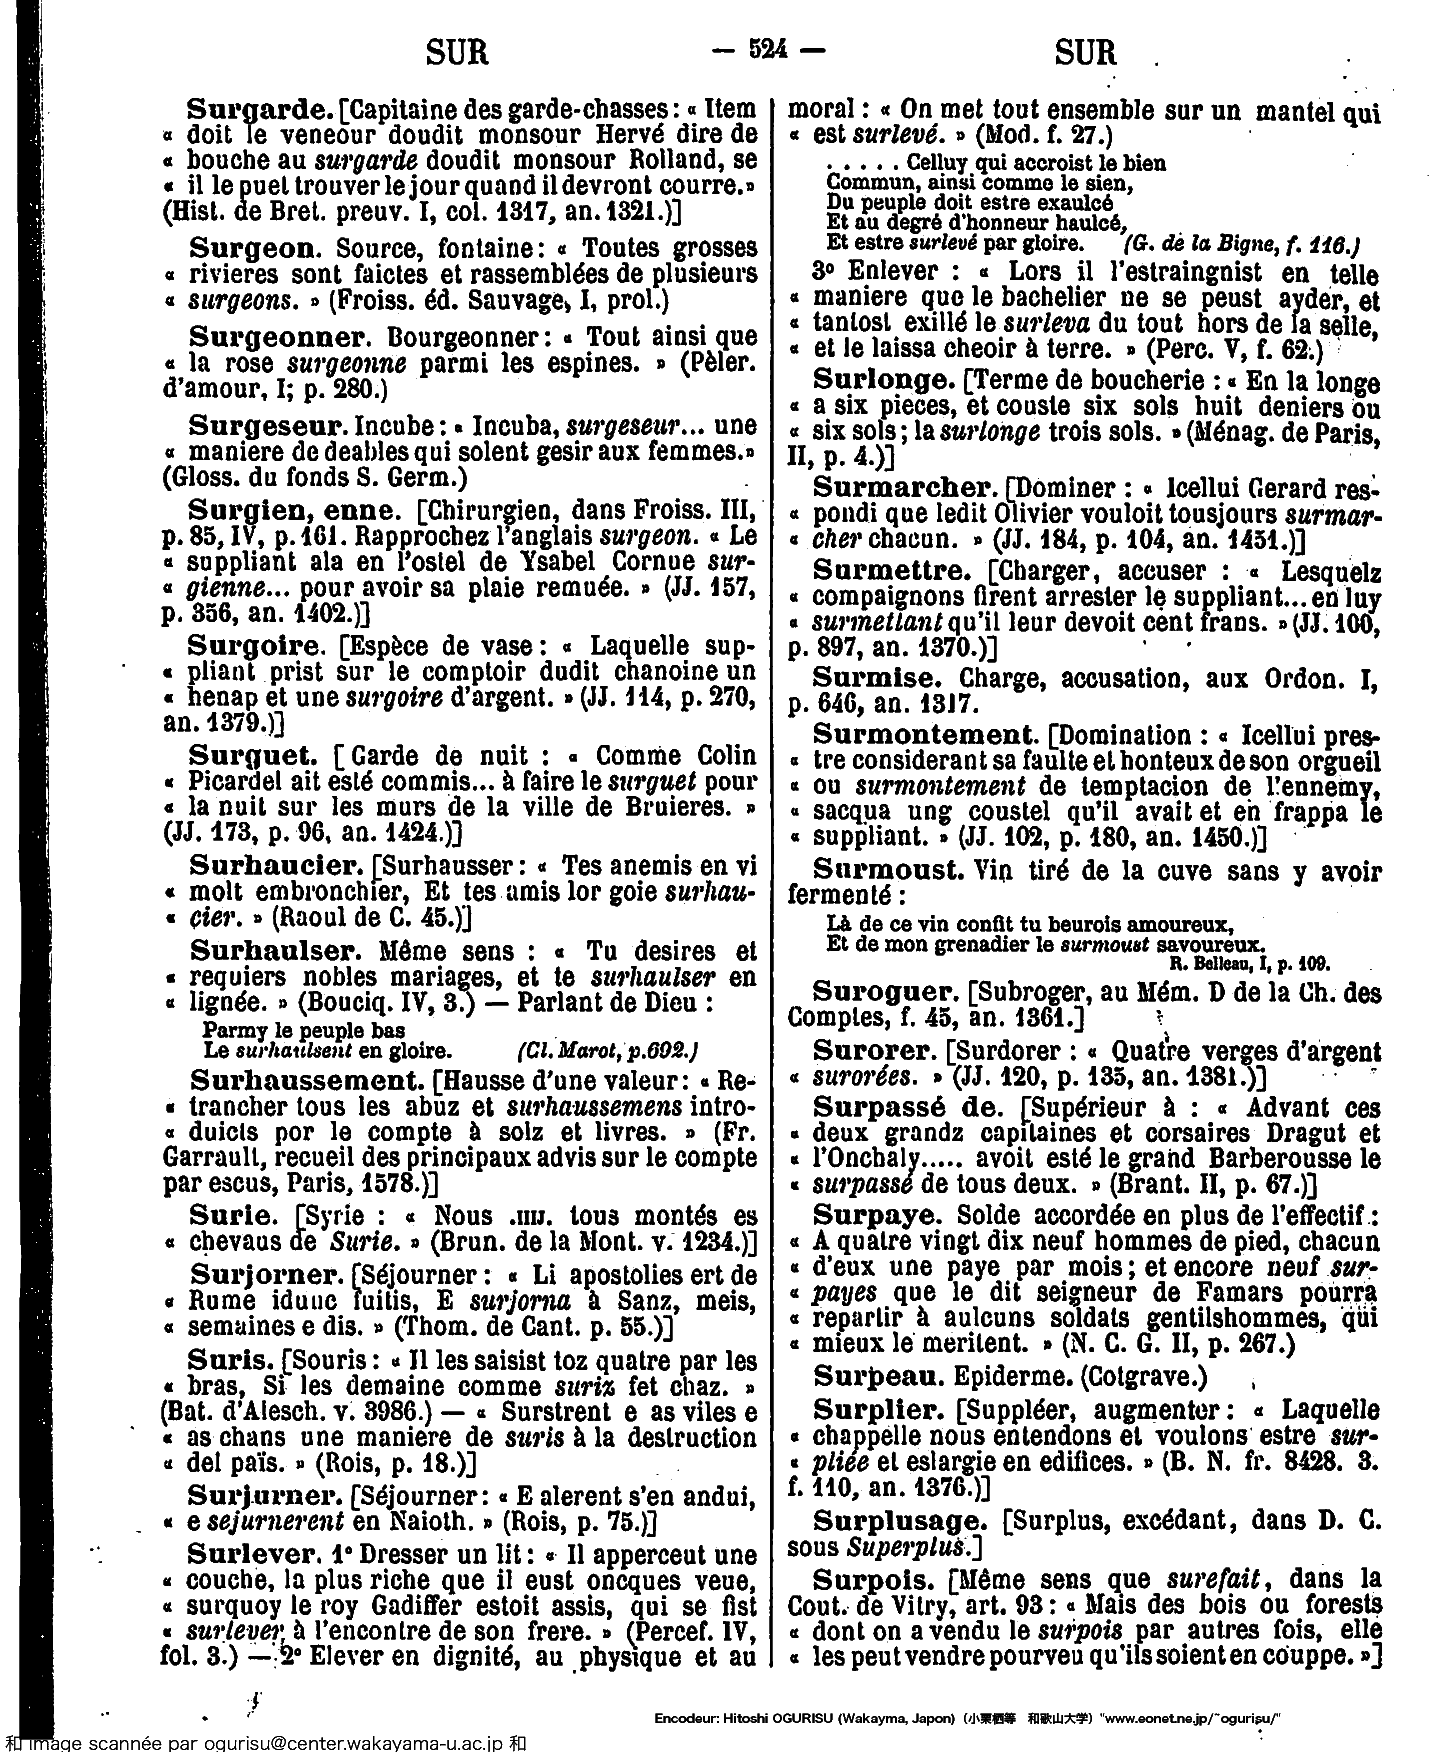 SUR — 524 — SUR
Surgarde. [Capitaine des garde-chasses : « Item
« doit le veneour doudit monsour Hervé dire de
« bouche au surgarde doudit monsour Rolland, se
« il le puet trouver le jour quand il devront courre. »
(Hist. de Bret. preuv. I, col. 1317, an. 1321.)]
Surgeon. Source, fontaine : « Toutes grosses
« rivieres sont faictes et rassemblées de plusieurs
« surgeons. » (Froiss. éd. Sauvage, I, prol.)
Surgeonner. Bourgeonner : « Tout ainsi que
« la rose surgeonne parmi les espines. » (Pèler.
d'amour, I; p. 280.)
Surgeseur. Incube : « Incuba, surgeseur... une
« maniere de deables qui solent gesir aux femmes. »
(Gloss. du fonds S. Germ.)
Surgien, enne. [Chirurgien, dans Froiss. III,
p. 85, IV, p. 161. Rapprochez l'anglais surgeon. « Le
« suppliant ala en l'ostel de Ysabel Cornue sur-
« gienne... pour avoir sa plaie remuée. » (JJ. 157,
p. 356, an. 1402.)]
Surgoire. [Espèce de vase : « Laquelle sup-
« pliant prist sur le comptoir dudit chanoine un
« henap et une surgoire d'argent. » (JJ. 114, p. 270,
an. 1379.)]
Surguet. [Garde de nuit : « Comme Colin
« Picardel ait esté commis... à faire le surguet pour
« la nuit sur les murs de la ville de Bruieres. »
(JJ. 173, p. 96, an. 1424.)]
Surhaucier. [Surhausser : « Tes anemis en vi
« molt embronchier, Et tes amis lor goie surhau-
« cier. » (Raoul de C. 45.)]
Surhaulser. Même sens : « Tu desires et
« requiers nobles mariages, et te surhaulser en
« lignée. » (Bouciq. IV, 3.) — Parlant de Dieu :
Parmy le peuple bas
Le surhaulsent en gloire. (Cl. Marot, p. 692.)
Surhaussement. [Hausse d'une valeur : « Re-
« trancher tous les abuz et surhaussemens intro-
« duicts por le compte à solz et livres. » (Fr.
Garrault, recueil des principaux advis sur le compte
par escus, Paris, 1578.)]
Surie. [Syrie : « Nous .IIIJ. tous montés es
« chevaus de Surie. » (Brun. de la Mont. v. 1234.)]
Surjorner. [Séjourner : « Li apostolies ert de
« Rume idunc fuitis, E surjorna à Sanz, meis,
« semaines e dis. » (Thom. de Cant. p. 55.)]
Suris. [Souris : « Il les saisist toz quatre par les
« bras, Si les demaine comme suriz fet chaz. »
(Bat. d'Alesch. v. 3986.) — « Surstrent e as viles e
« as chans une manière de suris à la destruction
« del païs. » (Rois, p. 18.)]
Surjurner. [Séjourner : « E alerent s'en andui,
« e sejurnerent en Naioth. » (Rois, p. 75.)]
Surlever. 1° Dresser un lit : « Il apperceut une
« couche, la plus riche que il eust oncques veue,
« surquoy le roy Gadiffer estoit assis, qui se fist
« surlever à l'encontre de son frere. » (Percef. IV,
fol. 3.) — 2° Elever en dignité, au physique et au
moral : « On met tout ensemble sur un mantel qui
« est surlevé. » (Mod. f. 27.)
. . . . . Celluy qui accroist le bien
Commun, ainsi comme le sien,
Du peuple doit estre exaulcé
Et au degré d'honneur haulcé,
Et estre surlevé par gloire. (G. de la Bigne, f. 116.)
3° Enlever : « Lors il l'estraingnist en telle
« maniere que le bachelier ne se peust ayder, et
« tantost exillé le surleva du tout hors de la selle,
« et le laissa cheoir à terre. » (Perc. V, f. 62.)
Surlonge. [Terme de boucherie : « En la longe
« a six pieces, et couste six sols huit deniers ou
« six sols ; la surlonge trois sols. » (Ménag. de Paris,
II, p. 4.)]
Surmarcher. [Dominer : « Icellui Gerard res-
« pondi que ledit Olivier vouloit tousjours surmar-
« cher chacun. » (JJ. 184, p. 104, an. 1451.)]
Surmettre. [Charger, accuser : « Lesquelz
« compaignons firent arrester le suppliant... en luy
« surmettant qu'il leur devoit cent frans. » (JJ. 100,
p. 897, an. 1370.)]
Surmise. Charge, accusation, aux Ordon. I,
p. 646, an. 1317.
Surmontement. [Domination : « Icellui pres-
« tre considerant sa faulte et honteux de son orgueil
« ou surmontement de temptacion de l'ennemy,
« sacqua ung coustel qu'il avait et en frappa le
« suppliant. » (JJ. 102, p. 180, an. 1450.)]
Surmoust. Vin tiré de la cuve sans y avoir
fermenté :
Là de ce vin confit tu beurois amoureux,
Et de mon grenadier le surmoust savoureux.
R. Belleau, I, p. 109.
Suroguer. [Subroger, au Mém. D de la Ch. des
Comptes, f. 45, an. 1361.]
Surorer. [Surdorer : « Quatre verges d'argent
« surorées. » (JJ. 120, p. 135, an. 1381.)]
Surpassé de. [Supérieur à : « Advant ces
« deux grandz capitaines et corsaires Dragut et
« l'Onchaly..... avoit esté le grand Barberousse le
« surpassé de tous deux. » (Brant. II, p. 67.)]
Surpaye. Solde accordée en plus de l'effectif :
« A quatre vingt dix neuf hommes de pied, chacun
« d'eux une paye par mois ; et encore neuf sur-
« payes que le dit seigneur de Famars pourra
« repartir à aulcuns soldats gentilshommes, qui
« mieux le meritent. » (N. C. G. II, p. 267.)
Surpeau. Epiderme. (Cotgrave.)
Surplier. [Suppléer, augmenter : « Laquelle
« chappelle nous entendons et voulons estre sur-
« pliée et eslargie en edifices. » (B. N. fr. 8428. 3.
f. 110, an. 1376.)]
Surplusage. [Surplus, excédant, dans D. C.
sous Superplus.]
Surpois. [Même sens que surefait, dans la
Cout. de Vitry, art. 93 : « Mais des bois ou forests
« dont on a vendu le surpois par autres fois, elle
« les peut vendre pourveu qu'ils soient en couppe. »]
Encodeur: Hitoshi OGURISU (Wakayma, Japon) (小栗栖等 和歌山大学) "www.eonet.ne.jp/~ogurisu/"
和 image scannée par ogurisu@center.wakayama-u.ac.jp 和